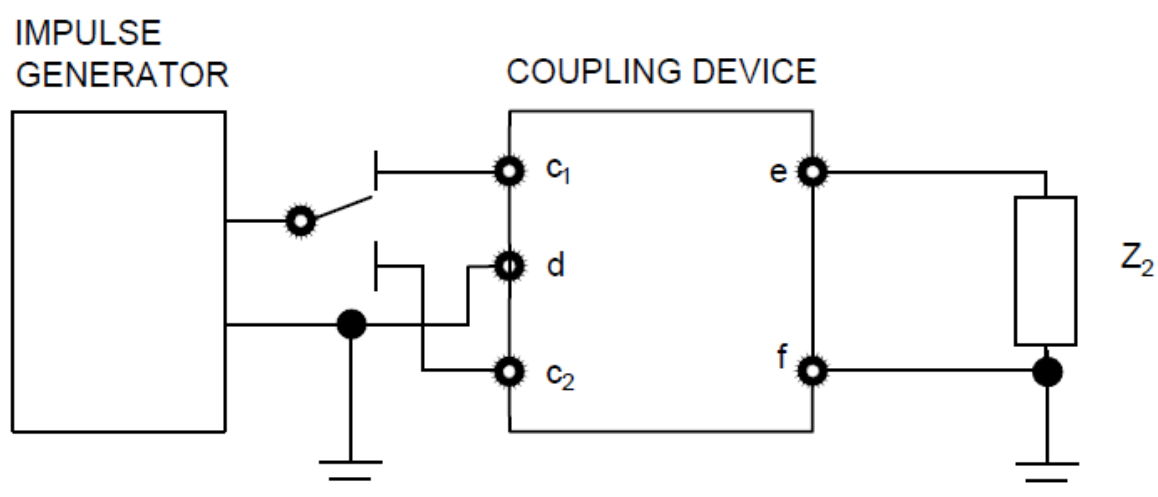 IMPULSE
GENERATOR
COUPLING DEVICE
c₁
e
d
Z₂
f
c₂